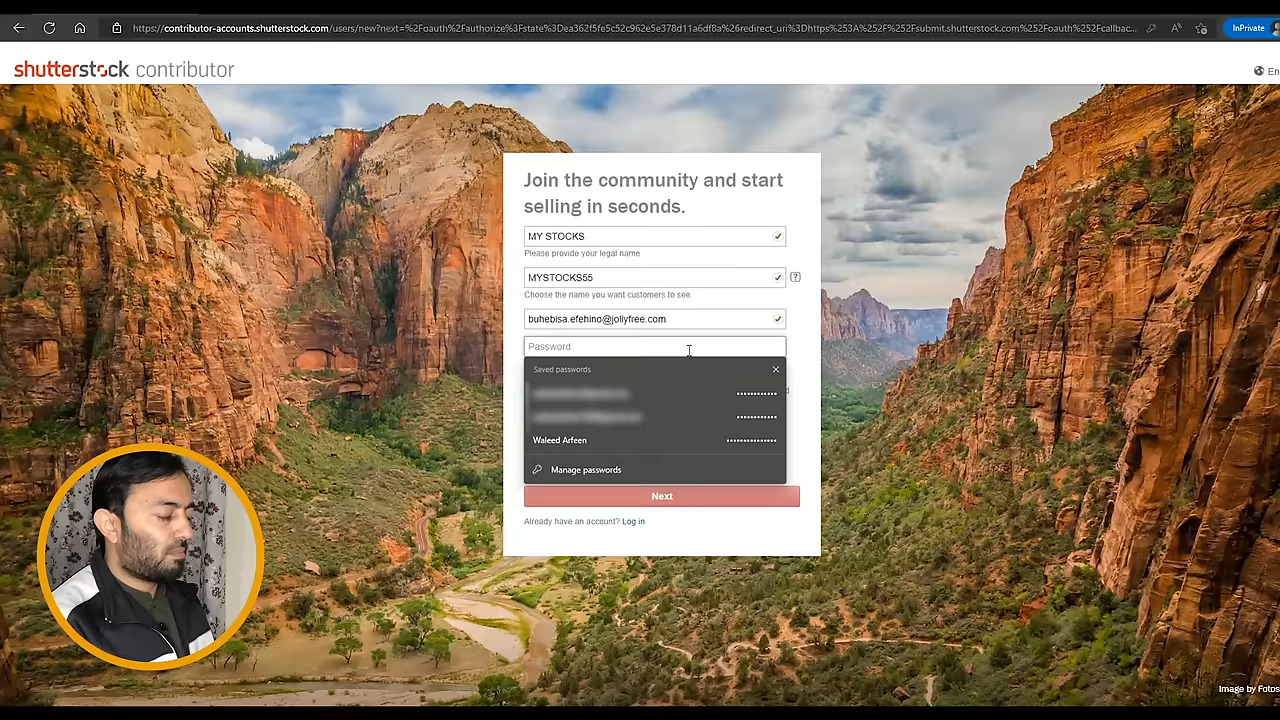 https://contributor-accounts.shutterstock.com/users/new?next=%2Foauth%2Fauthorize%3Fstate%3Dea362f5fe5c52c962e5e378d11a6df8a%26redirect_uri%3Dhttps%253A%252F%252Fsubmit.shutterstock.com%252Foauth%252Fcallbac...
InPrivate
shutterstock contributor
En
Join the community and start
selling in seconds.
MY STOCKS
Please provide your legal name
MYSTOCKS55
?
Choose the name you want customers to see.
buhebisa.efehino@jollyfree.com
Password
Saved passwords
Waleed Arfeen
Manage passwords
Next
Already have an account? Log in
Image by Fotos